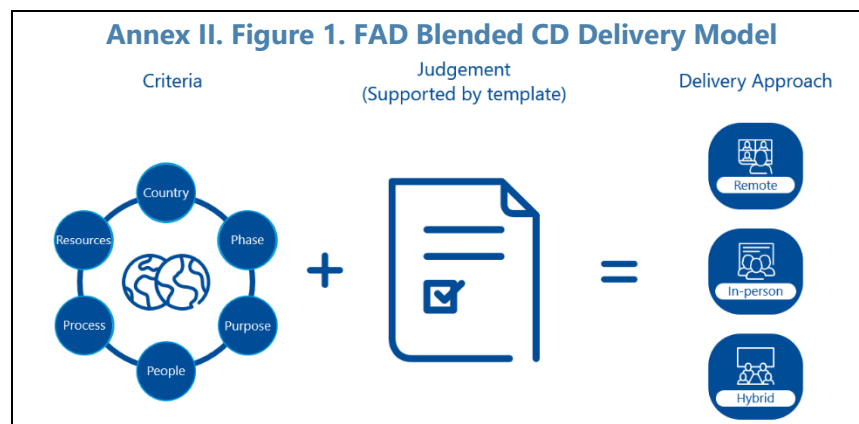 Annex II. Figure 1. FAD Blended CD Delivery Model
Criteria
Judgement
(Supported by template)
Delivery Approach
Country
Resources
Phase
Process
Purpose
People
+
=
Remote
In-person
Hybrid